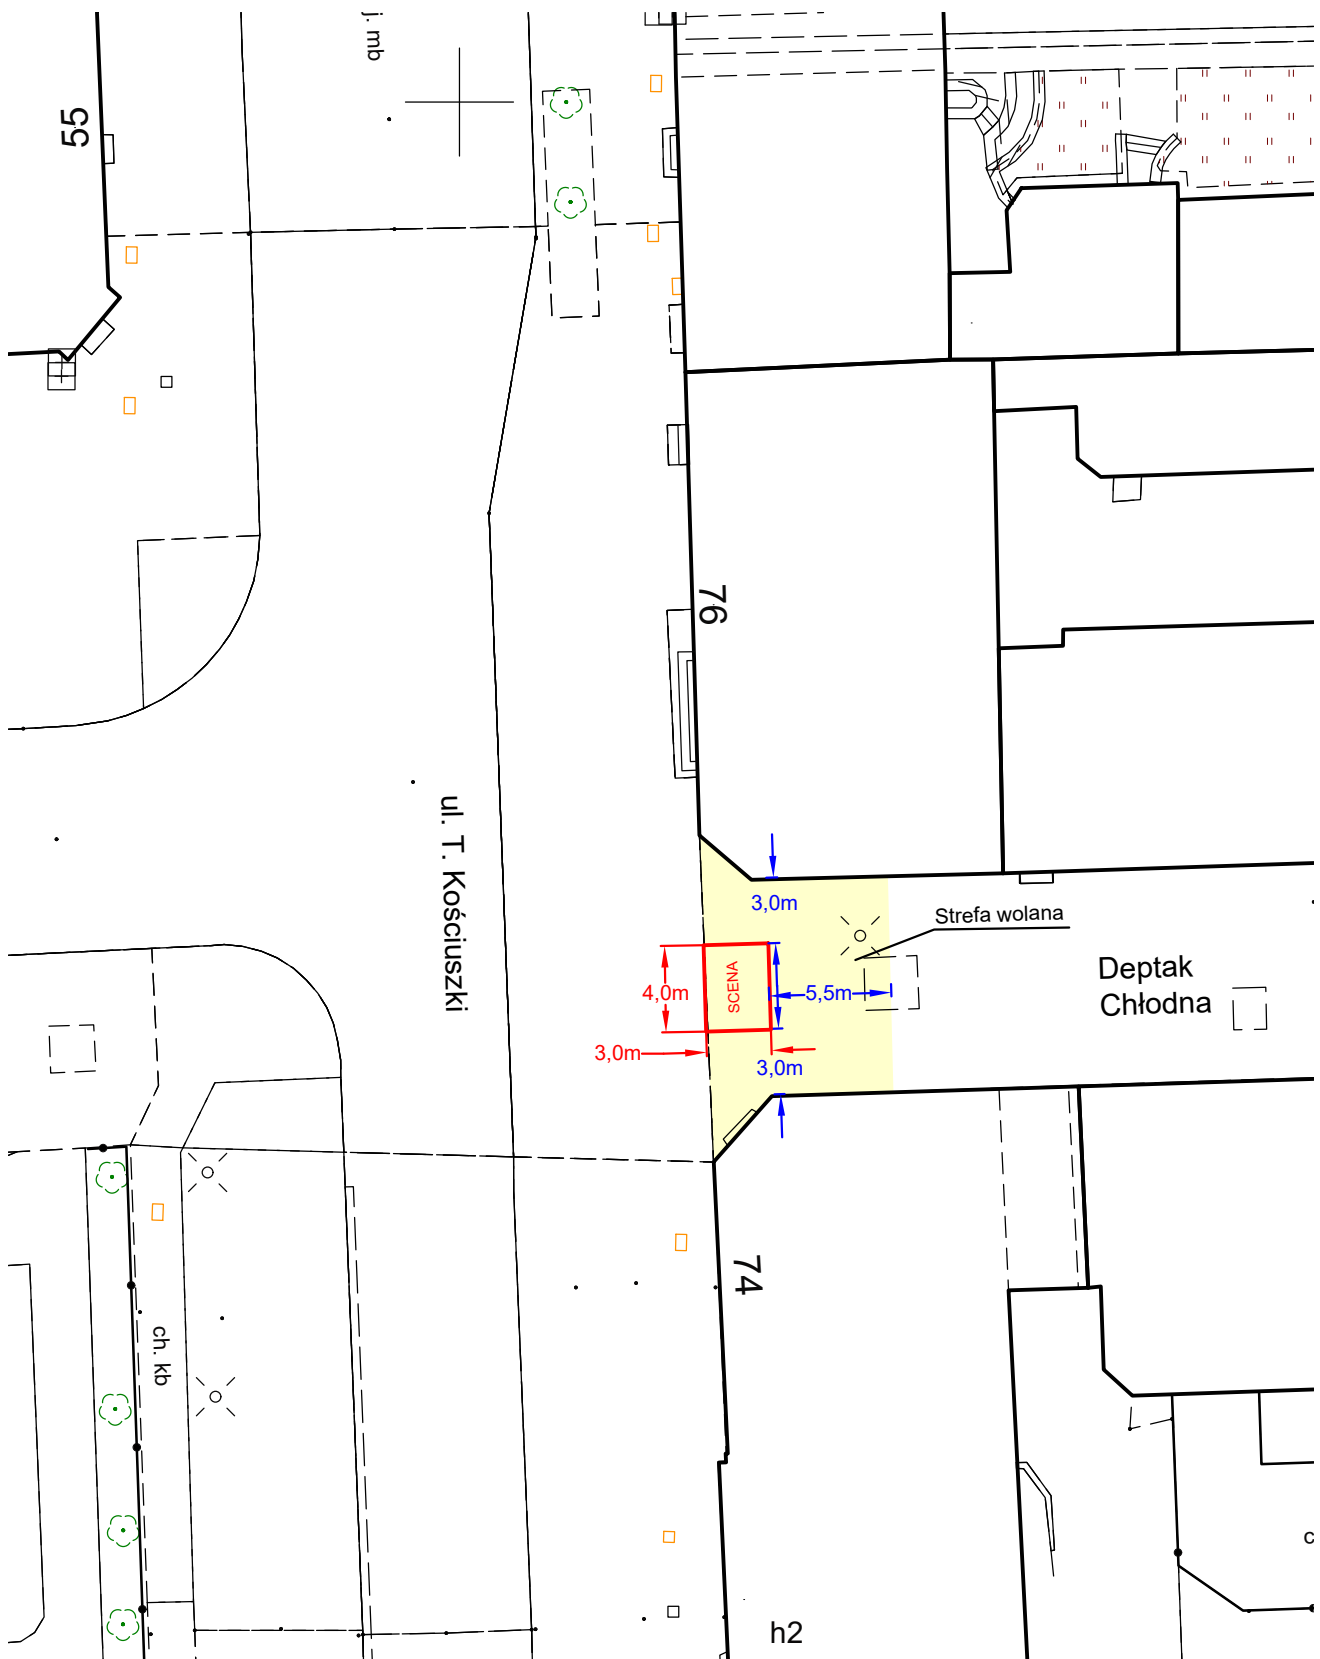 j. mb
55
76
ul. T. Kościuszki
3,0m
Strefa wolana
4,0m
SCENA
5,5m
Deptak
Chłodna
3,0m
3,0m
74
ch. kb
c
h2